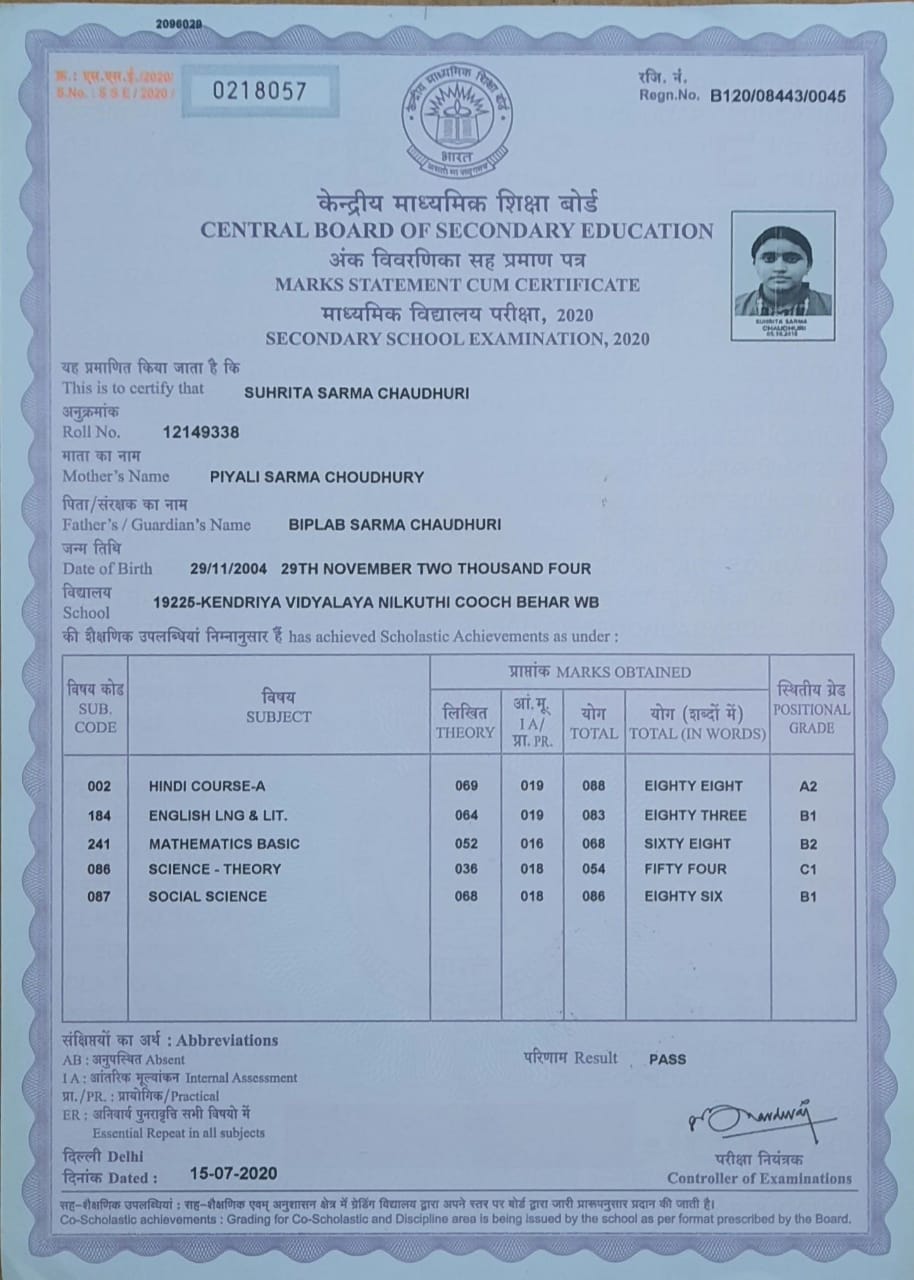 2096029
क्र.: एस.एस.ई./2020/
S.No. : S S E / 2020 /
0218057
रजि. नं.
Regn.No. B120/08443/0045
केन्द्रीय माध्यमिक शिक्षा बोर्ड
भारत
केन्द्रीय माध्यमिक शिक्षा बोर्ड
CENTRAL BOARD OF SECONDARY EDUCATION
अंक विवरणिका सह प्रमाण पत्र
MARKS STATEMENT CUM CERTIFICATE
माध्यमिक विद्यालय परीक्षा, 2020
SECONDARY SCHOOL EXAMINATION, 2020
SUHRITA SARMA
CHAUDHURI
यह प्रमाणित किया जाता है कि
This is to certify that SUHRITA SARMA CHAUDHURI
अनुक्रमांक
Roll No. 12149338
माता का नाम
Mother's Name PIYALI SARMA CHOUDHURY
पिता/संरक्षक का नाम
Father's / Guardian's Name BIPLAB SARMA CHAUDHURI
जन्म तिथि
Date of Birth 29/11/2004 29TH NOVEMBER TWO THOUSAND FOUR
विद्यालय
School 19225-KENDRIYA VIDYALAYA NILKUTHI COOCH BEHAR WB
की शैक्षणिक उपलब्धियां निम्नानुसार हैं has achieved Scholastic Achievements as under :
विषय कोड
SUB.
CODE
विषय
SUBJECT
प्राप्तांक MARKS OBTAINED
लिखित
THEORY
आं.मू.
I A/
प्रा. PR.
योग
TOTAL
योग (शब्दों में)
TOTAL (IN WORDS)
स्थितीय ग्रेड
POSITIONAL
GRADE
002 HINDI COURSE-A 069 019 088 EIGHTY EIGHT A2
184 ENGLISH LNG & LIT. 064 019 083 EIGHTY THREE B1
241 MATHEMATICS BASIC 052 016 068 SIXTY EIGHT B2
086 SCIENCE - THEORY 036 018 054 FIFTY FOUR C1
087 SOCIAL SCIENCE 068 018 086 EIGHTY SIX B1
संक्षिप्तियों का अर्थ : Abbreviations
AB : अनुपस्थित Absent
I A : आंतरिक मूल्यांकन Internal Assessment
प्रा./PR. : प्रायोगिक/Practical
ER : अनिवार्य पुनरावृत्ति सभी विषयो में
Essential Repeat in all subjects
परिणाम Result PASS
दिल्ली Delhi
दिनांक Dated : 15-07-2020
परीक्षा नियंत्रक
Controller of Examinations
सह-शैक्षणिक उपलब्धियां : सह-शैक्षणिक एवम् अनुशासन क्षेत्र में ग्रेडिंग विद्यालय द्वारा अपने स्तर पर बोर्ड द्वारा जारी प्रारूपनुसार प्रदान की जाती है।
Co-Scholastic achievements : Grading for Co-Scholastic and Discipline area is being issued by the school as per format prescribed by the Board.